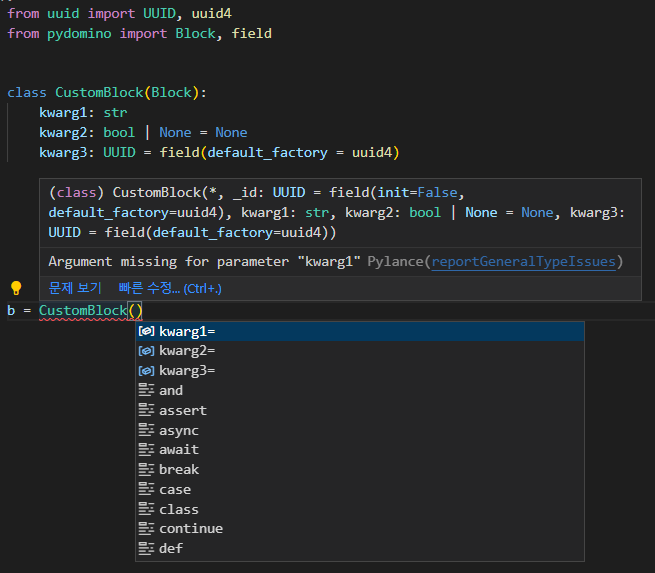 from uuid import UUID, uuid4
from pydomino import Block, field
class CustomBlock(Block):
kwarg1: str
kwarg2: bool | None = None
kwarg3: UUID = field(default_factory = uuid4)
(class) CustomBlock(*, _id: UUID = field(init=False,
default_factory=uuid4), kwarg1: str, kwarg2: bool | None = None, kwarg3:
UUID = field(default_factory=uuid4))
Argument missing for parameter "kwarg1" Pylance(reportGeneralTypeIssues)
문제 보기 빠른 수정... (Ctrl+.)
b = CustomBlock()
kwarg1=
kwarg2=
kwarg3=
and
assert
async
await
break
case
class
continue
def